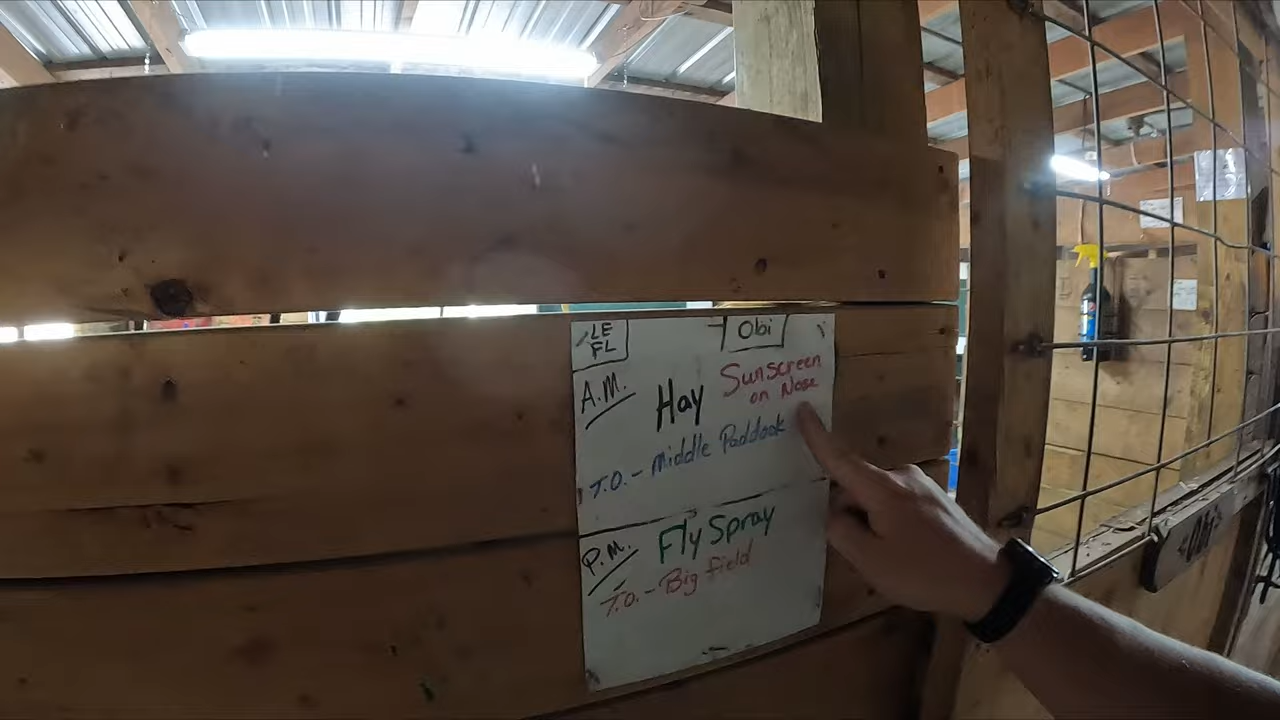 LE
FL
Obi
A.M.
Hay
Sunscreen
on Nose
T.O. - Middle Paddock
P.M.
Fly Spray
T.O. - Big field